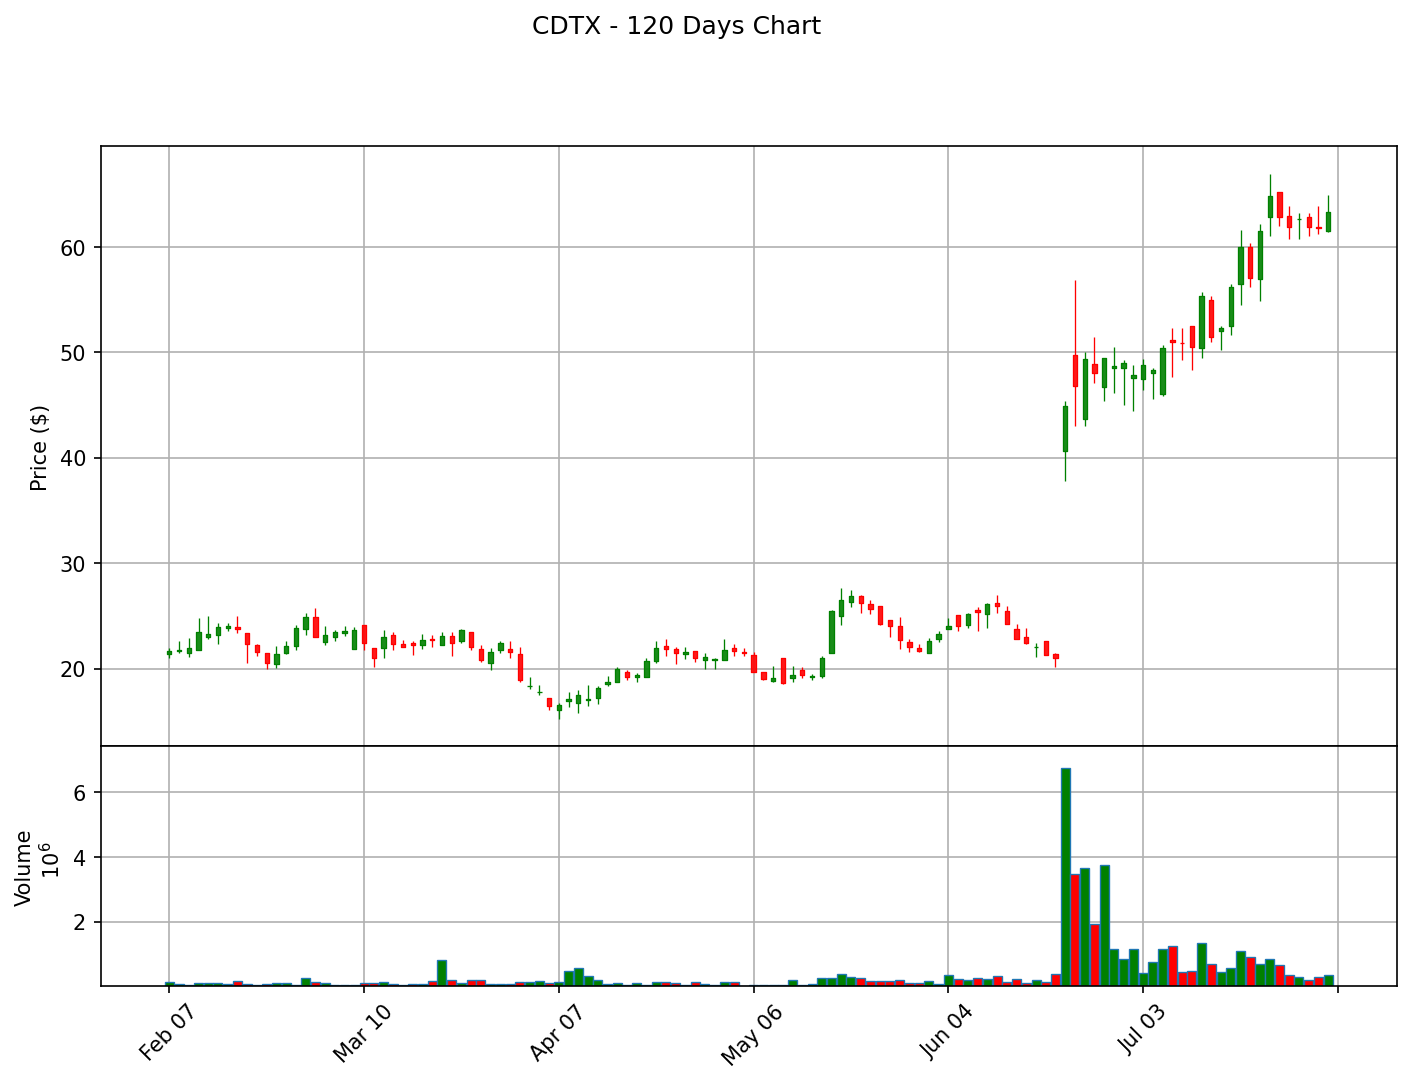 CDTX - 120 Days Chart
Price ($)
60
50
40
30
20
Volume
10⁶
6
4
2
Feb 07
Mar 10
Apr 07
May 06
Jun 04
Jul 03